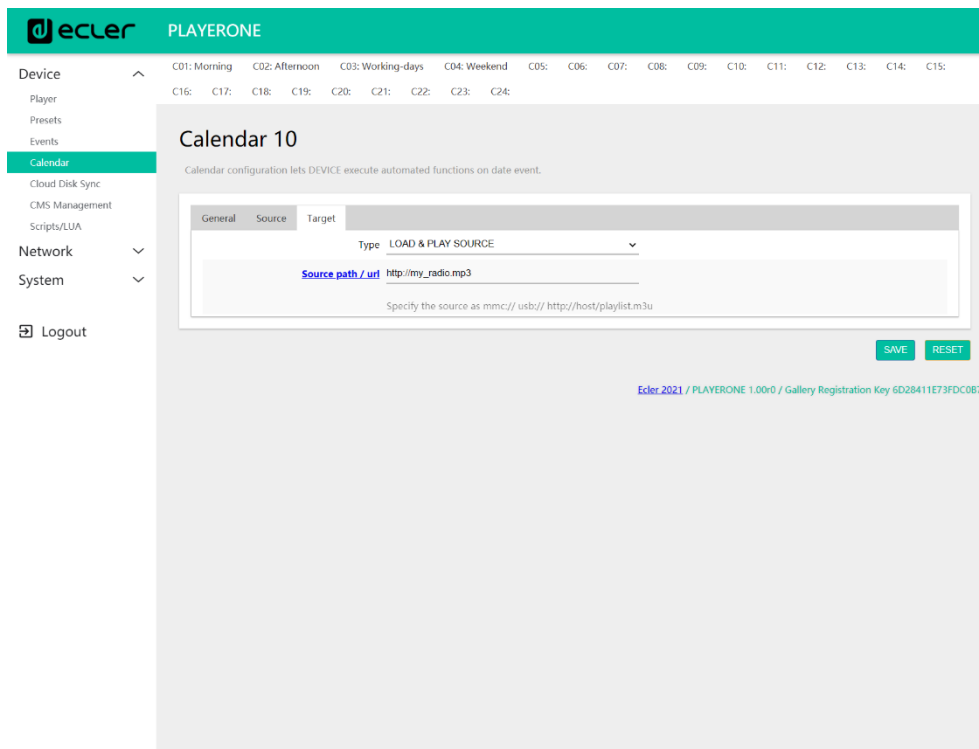 ecler PLAYERONE
Device
Player
Presets
Events
Calendar
Cloud Disk Sync
CMS Management
Scripts/LUA
Network
System
Logout
C01: Morning C02: Afternoon C03: Working-days C04: Weekend C05: C06: C07: C08: C09: C10: C11: C12: C13: C14: C15:
C16: C17: C18: C19: C20: C21: C22: C23: C24:
Calendar 10
Calendar configuration lets DEVICE execute automated functions on date event.
General Source Target
Type LOAD & PLAY SOURCE
Source path / url http://my_radio.mp3
Specify the source as mmc:// usb:// http://host/playlist.m3u
SAVE RESET
Ecler 2021 / PLAYERONE 1.00r0 / Gallery Registration Key 6D28411E73FDC0B7